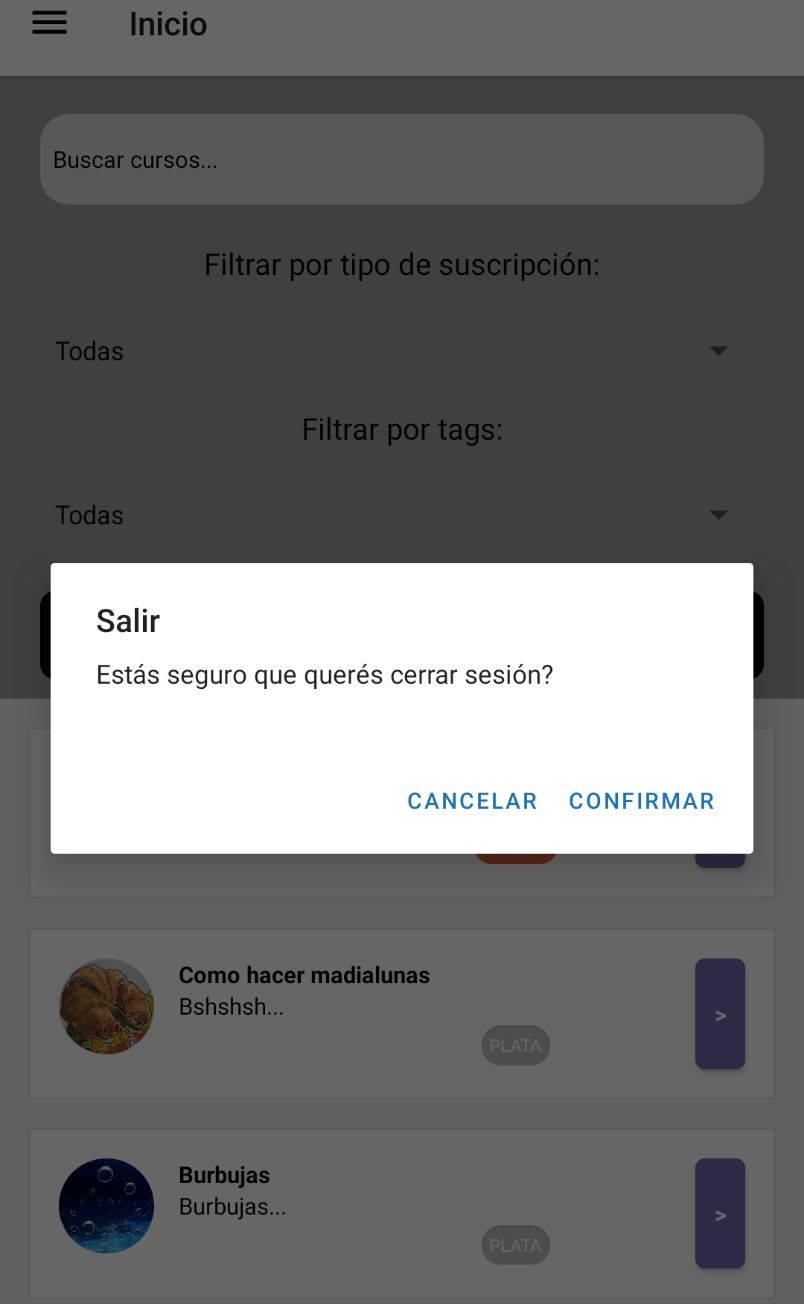 Inicio
Buscar cursos...
Filtrar por tipo de suscripción:
Todas
Filtrar por tags:
Todas
Salir
Estás seguro que querés cerrar sesión?
CANCELAR CONFIRMAR
Como hacer madialunas
Bshshsh...
PLATA
>
Burbujas
Burbujas...
PLATA
>